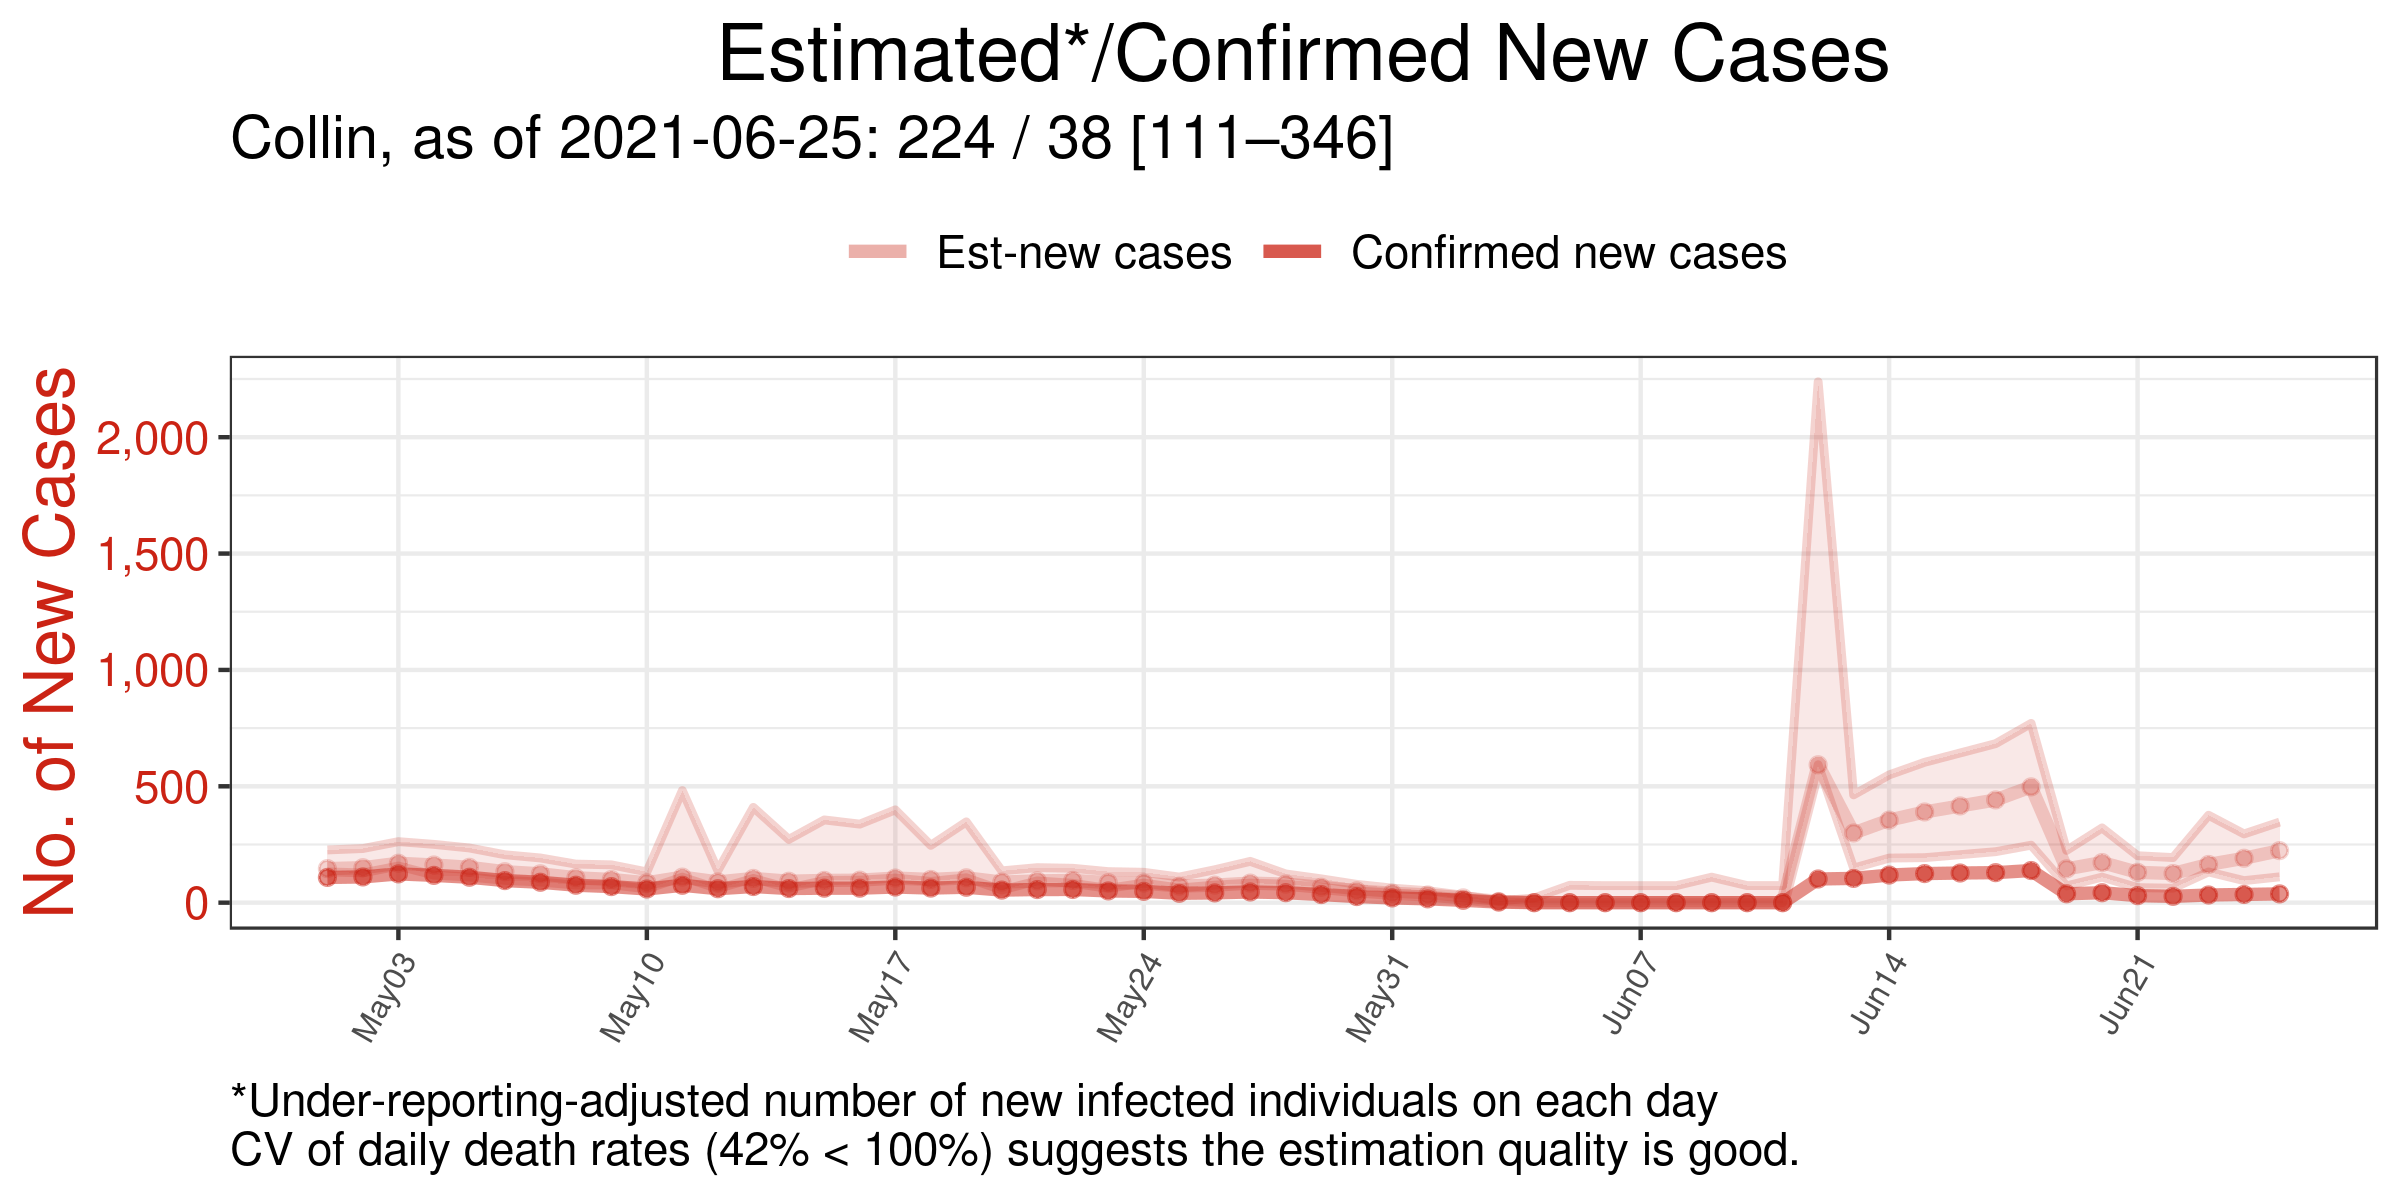 Estimated*/Confirmed New Cases
Collin, as of 2021-06-25: 224 / 38 [111–346]
Est-new cases
Confirmed new cases
No. of New Cases
2,000
1,500
1,000
500
0
May03
May10
May17
May24
May31
Jun07
Jun14
Jun21
*Under-reporting-adjusted number of new infected individuals on each day
CV of daily death rates (42% < 100%) suggests the estimation quality is good.